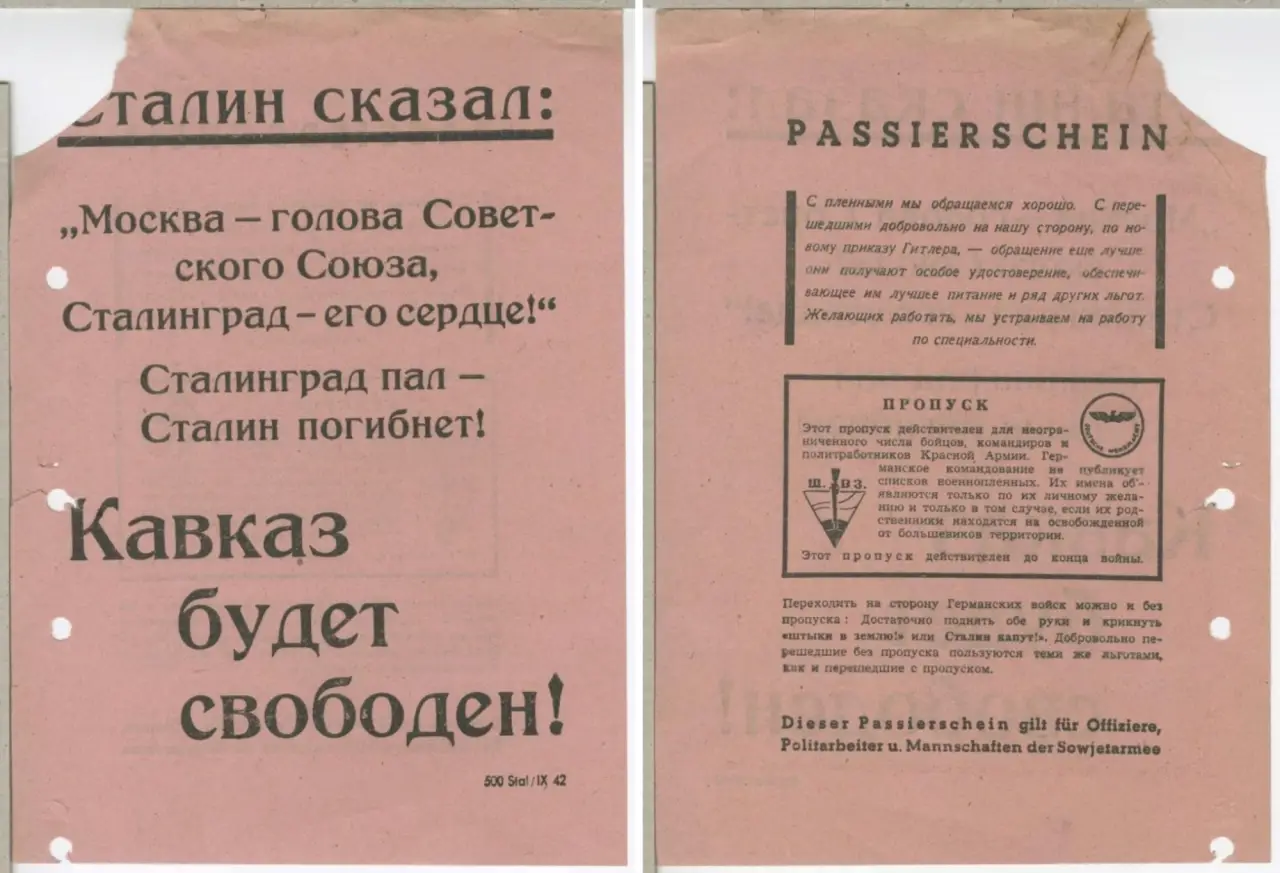 Сталин сказал:
„Москва – голова Совет-
ского Союза,
Сталинград – его сердце!“
Сталинград пал –
Сталин погибнет!
Кавказ
будет
свободен!
500 Stal/IX 42
PASSIERSCHEIN
С пленными мы обращаемся хорошо. С пере-
шедшими добровольно на нашу сторону, по но-
вому приказу Гитлера, — обращение еще лучше
они получают особое удостоверение, обеспечи-
вающее им лучшее питание и ряд других льгот.
Желающих работать, мы устраиваем на работу
по специальности.
ПРОПУСК
DEUTSCHE WEHRMACHT
Этот пропуск действителен для неогра-
ниченного числа бойцов, командиров и
политработников Красной Армии. Гер-
манское командование не публикует
Ш. В З.
списков военнопленных. Их имена об'-
являются только по их личному жела-
нию и только в том случае, если их род-
ственники находятся на освобожденной
от большевиков территории.
Этот пропуск действителен до конца войны.
Переходить на сторону Германских войск можно и без
пропуска: Достаточно поднять обе руки и крикнуть
«штыки в землю!» или Сталин капут!». Добровольно пе-
решедшие без пропуска пользуются теми же льготами,
как и перешедшие с пропуском.
Dieser Passierschein gilt für Offiziere,
Politarbeiter u. Mannschaften der Sowjetarmee